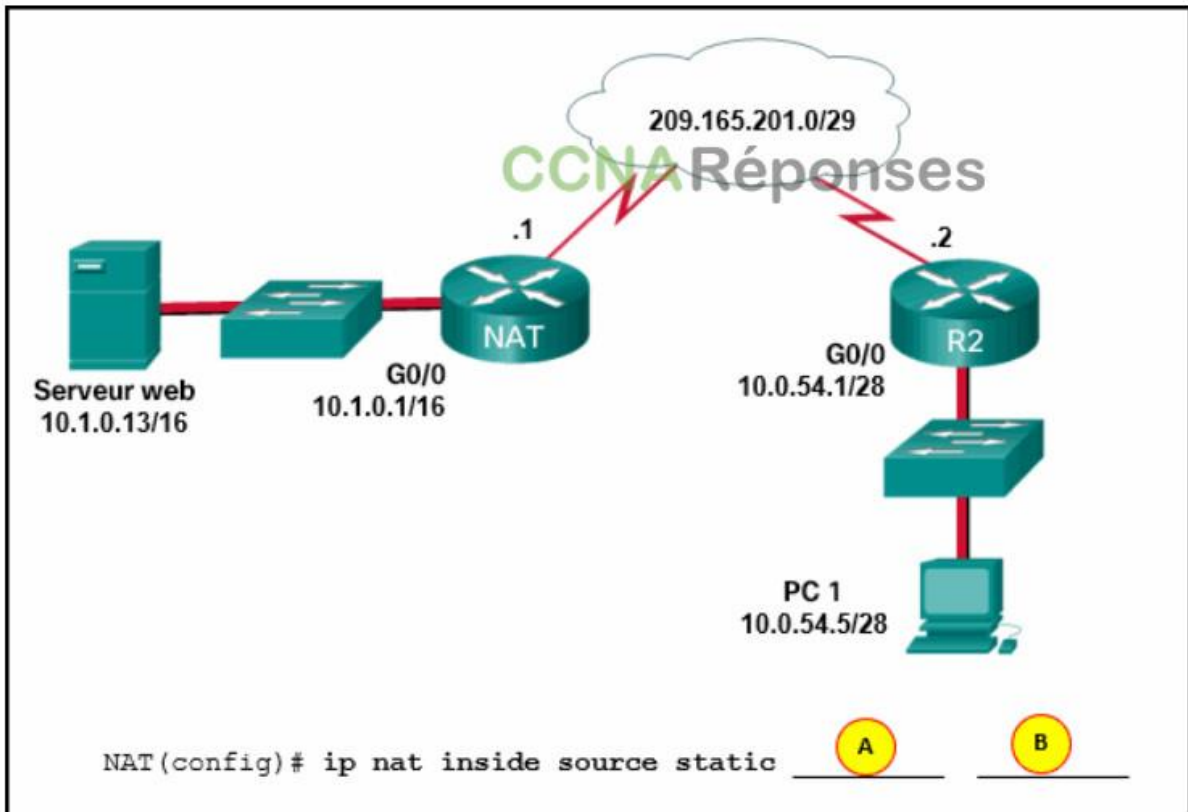 209.165.201.0/29
CCNARéponses
.1
.2
NAT
R2
Serveur web
10.1.0.13/16
G0/0
10.1.0.1/16
G0/0
10.0.54.1/28
PC 1
10.0.54.5/28
A
B
NAT(config)# ip nat inside source static